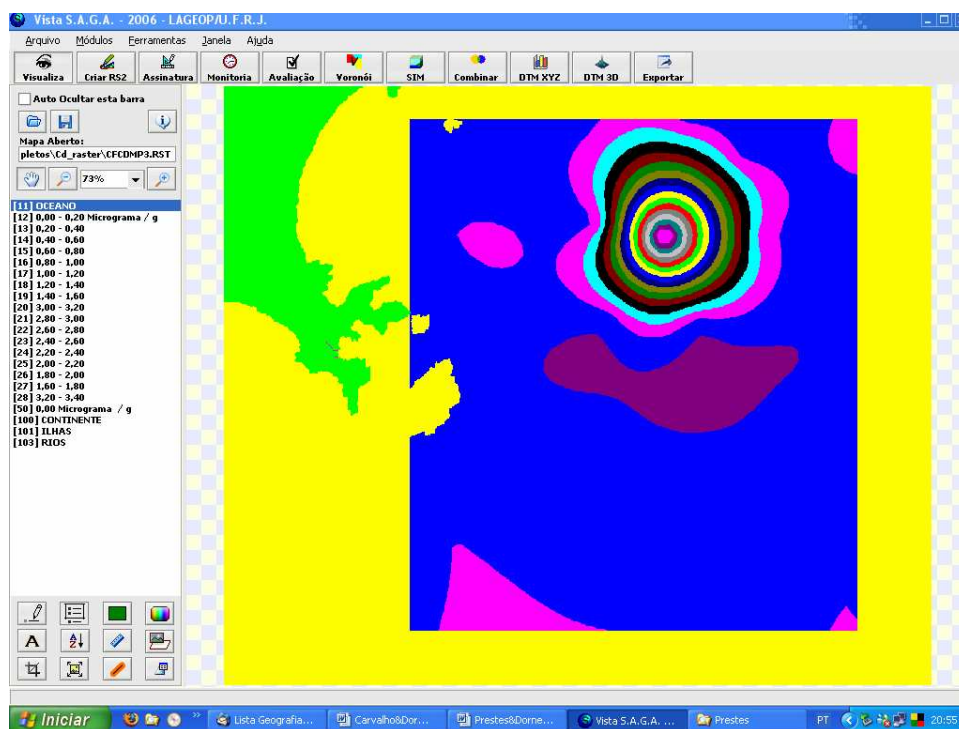 Vista S.A.G.A. - 2006 - LAGEOP/U.F.R.J.
Arquivo Módulos Ferramentas Janela Ajuda
Visualiza Criar RS2 Assinatura Monitoria Avaliação Voronói SIM Combinar DTM XYZ DTM 3D Exportar
Auto Ocultar esta barra
Mapa Aberto:
pletos\Cd_raster\CFCDMP3.RST
73%
[11] OCEANO
[12] 0,00 - 0,20 Micrograma / g
[13] 0,20 - 0,40
[14] 0,40 - 0,60
[15] 0,60 - 0,80
[16] 0,80 - 1,00
[17] 1,00 - 1,20
[18] 1,20 - 1,40
[19] 1,40 - 1,60
[20] 3,00 - 3,20
[21] 2,80 - 3,00
[22] 2,60 - 2,80
[23] 2,40 - 2,60
[24] 2,20 - 2,40
[25] 2,00 - 2,20
[26] 1,80 - 2,00
[27] 1,60 - 1,80
[28] 3,20 - 3,40
[50] 0,00 Micrograma / g
[100] CONTINENTE
[101] ILHAS
[103] RIOS
Iniciar » Lista Geografia... Carvalho&Dor... Prestes&Dorne... Vista S.A.G.A. ... Prestes PT 20:55